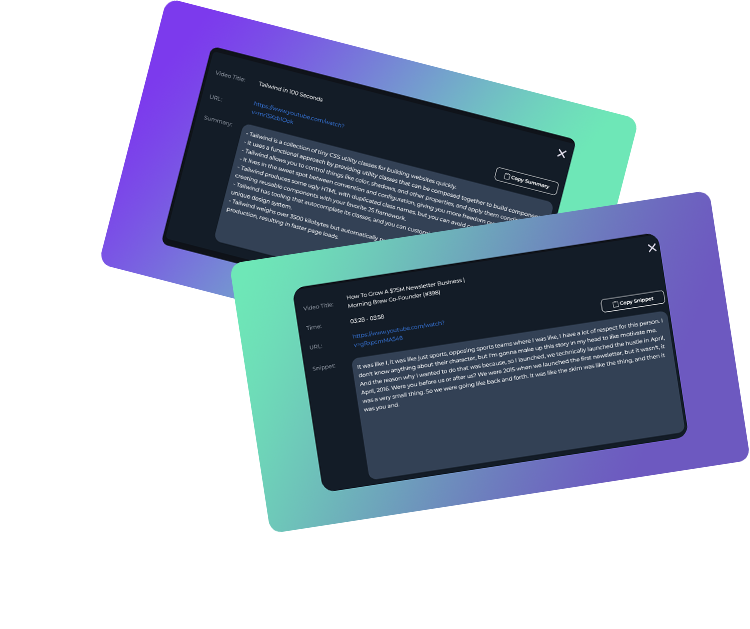 Video Title:
Tailwind in 100 Seconds
URL:
https://www.youtube.com/watch?
Summary:
Copy Summary
- Tailwind is a collection of tiny CSS utility classes for building websites quickly.
- It uses a functional approach by providing utility classes that can be composed together to build
- Tailwind allows you to control things like color, shadows, and other properties, and apply them
- It lives in the sweet spot between convention and configuration, giving you more freedom
- Tailwind produces some ugly HTML with duplicated class names, but you can avoid
creating reusable components with your favorite JS framework.
- Tailwind has tooling that autocomplete its classes, and you can
unique design system.
- Tailwind weighs over 3500 kilobytes but automatically
production, resulting in faster page loads.
Video Title:
How To Grow A $75M Newsletter Business |
Morning Brew Co-Founder (#398)
Time:
03:28 - 03:58
URL:
https://www.youtube.com/watch?
Copy Snippet
Snippet:
It was like I, it was like just sports, opposing sports teams where I was like, I have a lot of respect for this person. I
don't know anything about their character, but I'm gonna make up this story in my head to like motivate me.
And the reason why I wanted to do that was because, so I launched, we technically launched the hustle in April,
April, 2016. Were you before us or after us? We were 2015 when we launched the first newsletter, but it wasn't, it
was a very small thing. So we were going like back and forth. It was like the skim was like the thing, and then it
was you and.